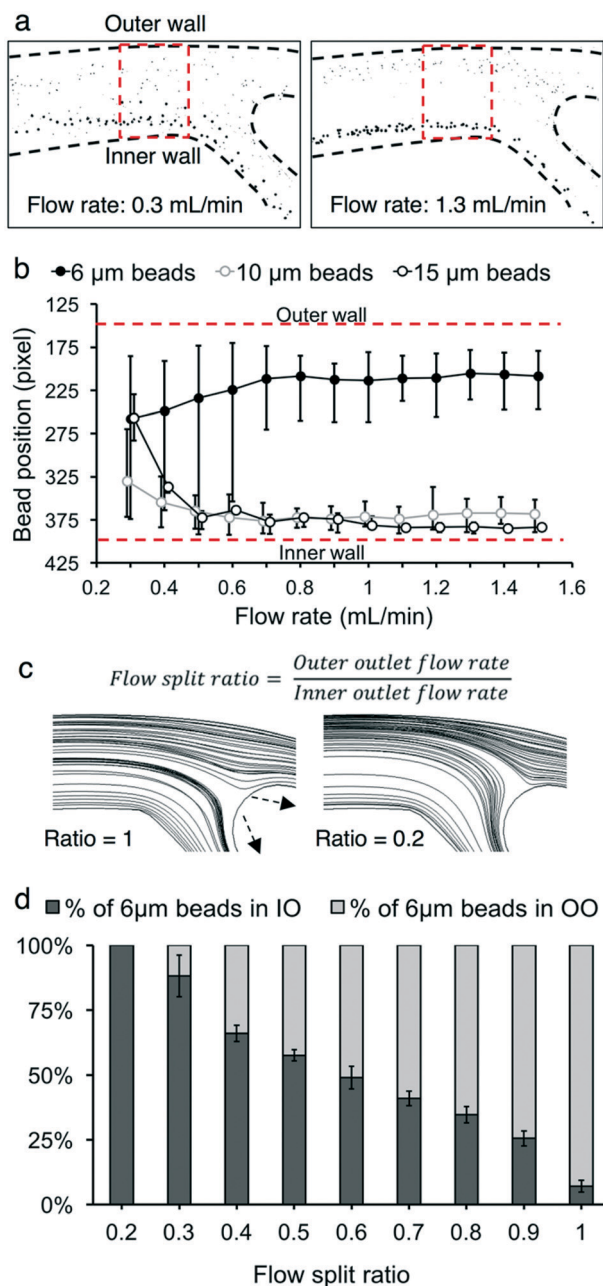 a
Outer wall
Inner wall
Flow rate: 0.3 mL/min
Flow rate: 1.3 mL/min
b
6 µm beads
10 µm beads
15 µm beads
Bead position (pixel)
125
175
225
275
325
375
425
Outer wall
Inner wall
0.2 0.4 0.6 0.8 1 1.2 1.4 1.6
Flow rate (mL/min)
c
Flow split ratio = Outer outlet flow rate
Inner outlet flow rate
Ratio = 1
Ratio = 0.2
d
% of 6µm beads in IO
% of 6µm beads in OO
100%
75%
50%
25%
0%
0.2 0.3 0.4 0.5 0.6 0.7 0.8 0.9 1
Flow split ratio